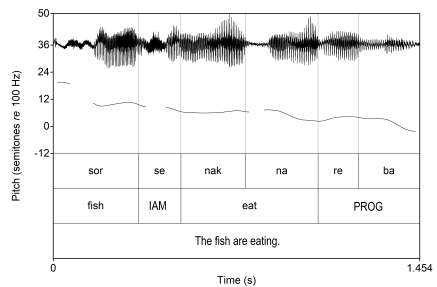 50
36
24
12
0
-12
Pitch (semitones re 100 Hz)
sor se nak na re ba
fish IAM eat PROG
The fish are eating.
0 1.454
Time (s)